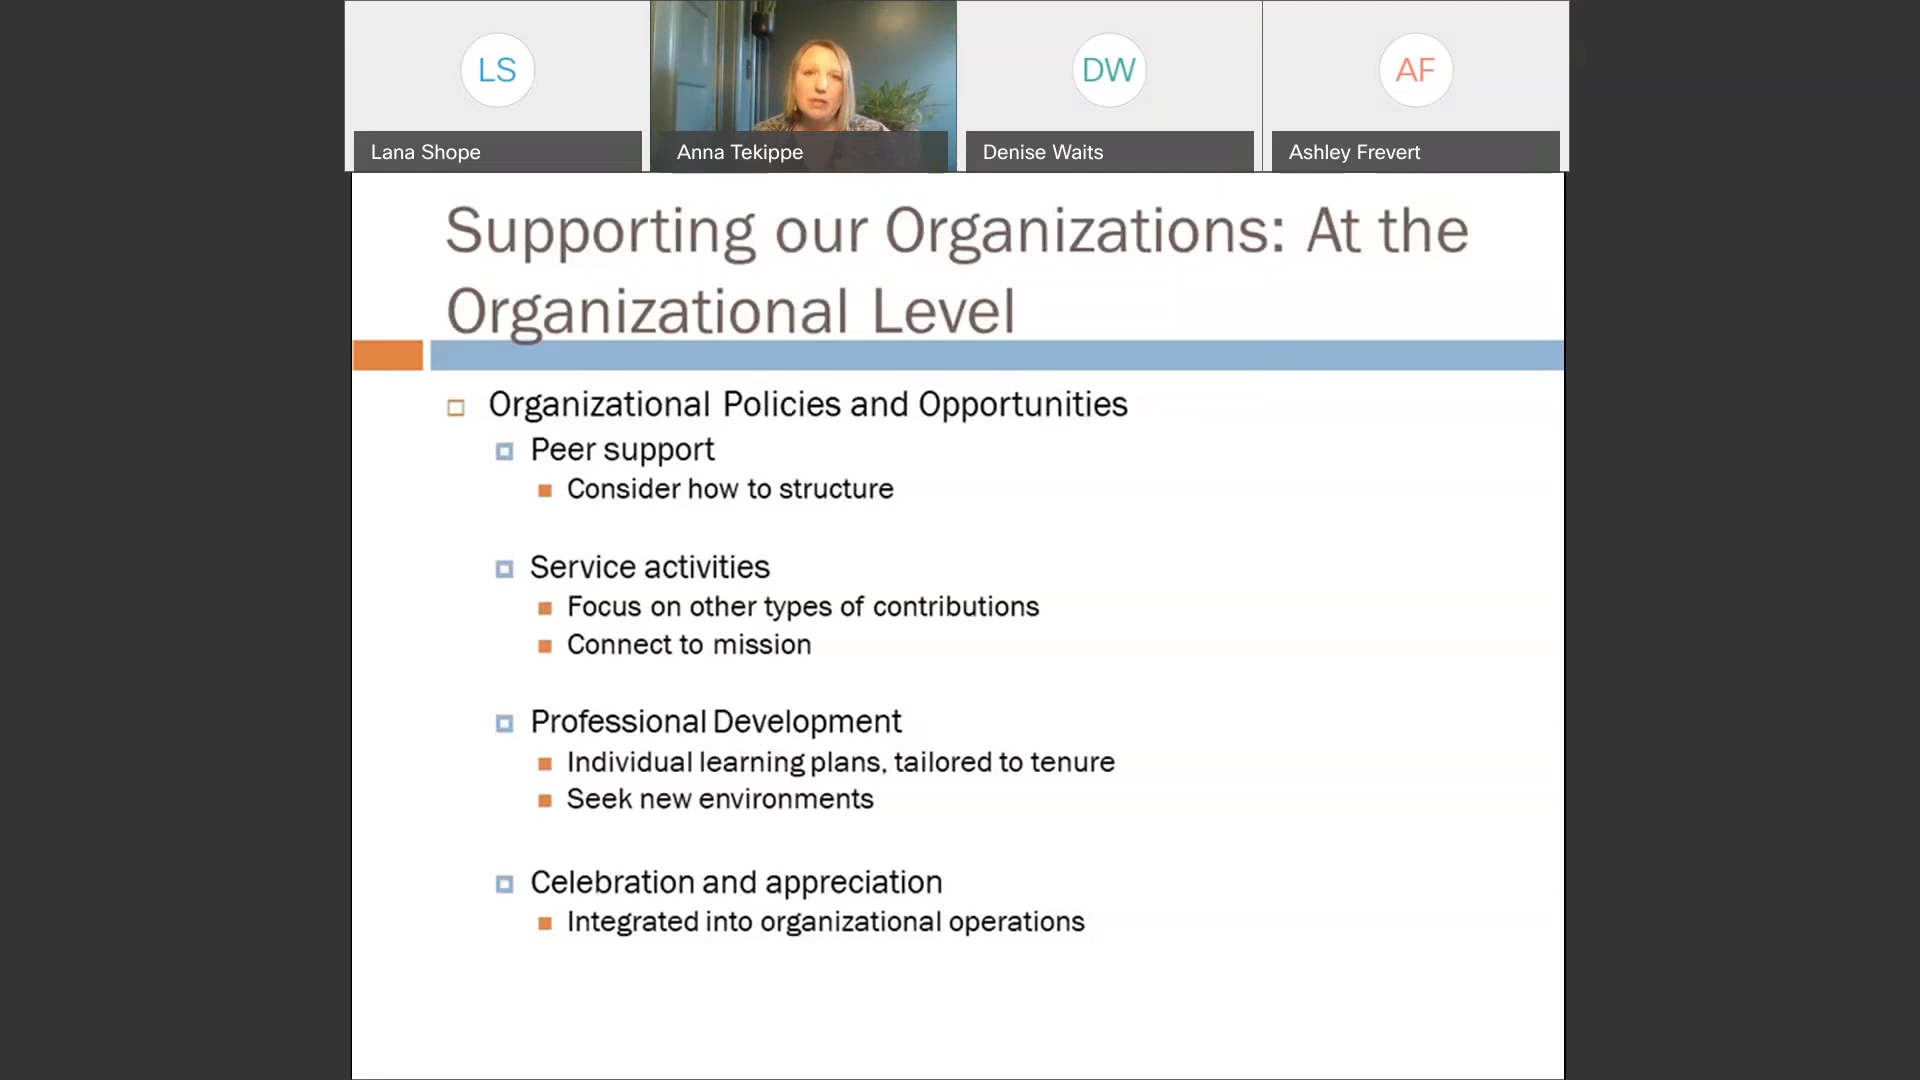 LS
DW
AF
Lana Shope
Anna Tekippe
Denise Waits
Ashley Frevert
Supporting our Organizations: At the
Organizational Level
Organizational Policies and Opportunities
Peer support
Consider how to structure
Service activities
Focus on other types of contributions
Connect to mission
Professional Development
Individual learning plans, tailored to tenure
Seek new environments
Celebration and appreciation
Integrated into organizational operations